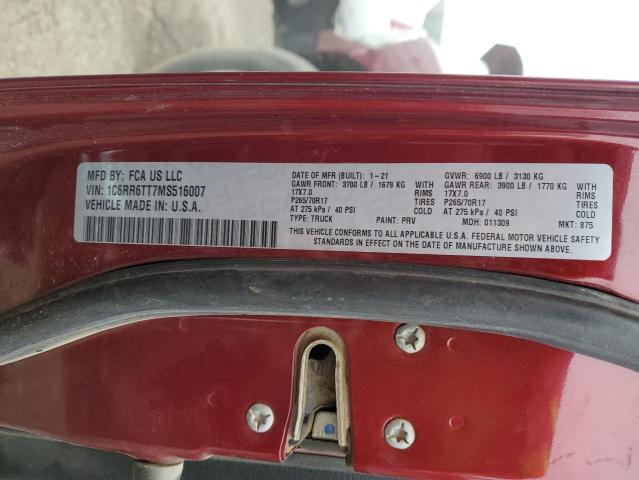 MFD BY: FCA US LLC
VIN: 1C6RR6TT7MS516007
VEHICLE MADE IN: U.S.A.
DATE OF MFR (BUILT): 1-21 GVWR: 6900 LB / 3130 KG
GAWR FRONT: 3700 LB / 1679 KG WITH GAWR REAR: 3900 LB / 1770 KG WITH
17X7.0 RIMS 17X7.0 RIMS
P265/70R17 TIRES P265/70R17 TIRES
AT 275 kPa / 40 PSI COLD AT 275 kPa / 40 PSI COLD
TYPE: TRUCK PAINT: PRV MDH: 011309 MKT: 875
THIS VEHICLE CONFORMS TO ALL APPLICABLE U.S.A. FEDERAL MOTOR VEHICLE SAFETY
STANDARDS IN EFFECT ON THE DATE OF MANUFACTURE SHOWN ABOVE.